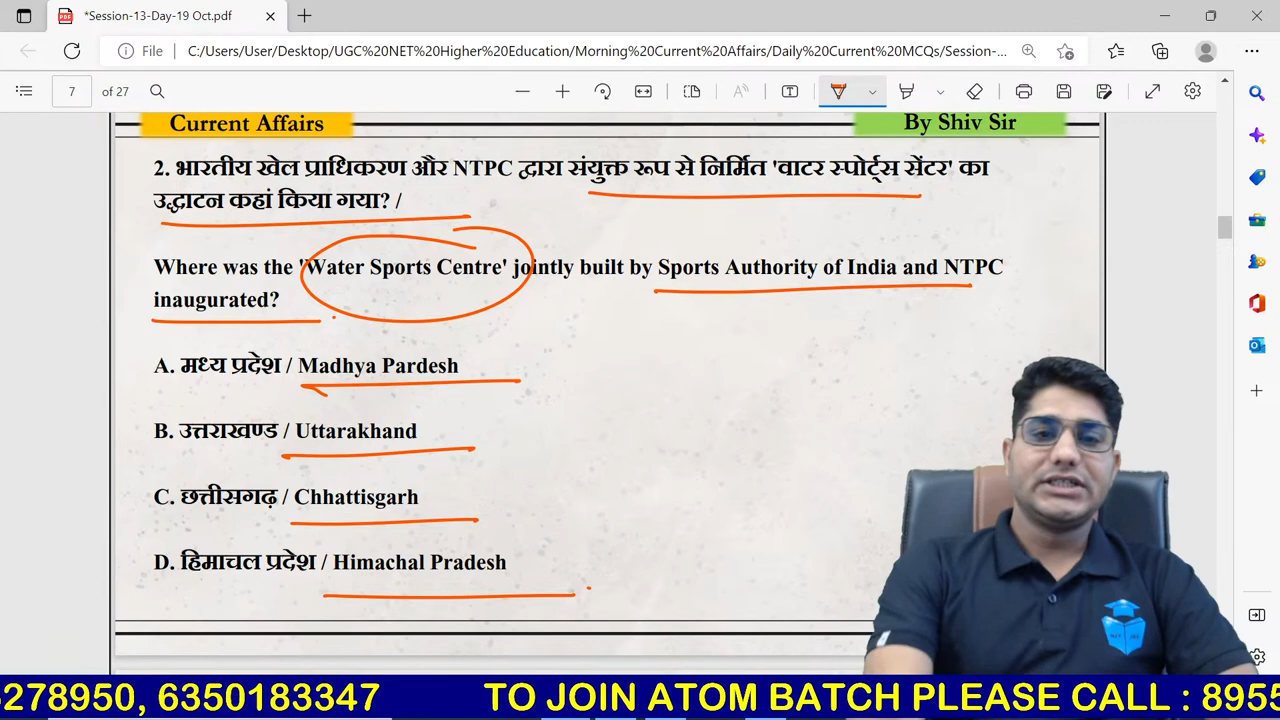 *Session-13-Day-19 Oct.pdf
File
C:/Users/User/Desktop/UGC%20NET%20Higher%20Education/Morning%20Current%20Affairs/Daily%20Current%20MCQs/Session-...
7 of 27
Current Affairs
By Shiv Sir
2. भारतीय खेल प्राधिकरण और NTPC द्वारा संयुक्त रूप से निर्मित 'वाटर स्पोर्ट्स सेंटर' का
उद्घाटन कहां किया गया? /
Where was the 'Water Sports Centre' jointly built by Sports Authority of India and NTPC
inaugurated?
A. मध्य प्रदेश / Madhya Pardesh
B. उत्तराखण्ड / Uttarakhand
C. छत्तीसगढ़ / Chhattisgarh
D. हिमाचल प्रदेश / Himachal Pradesh
278950, 6350183347 TO JOIN ATOM BATCH PLEASE CALL : 8955